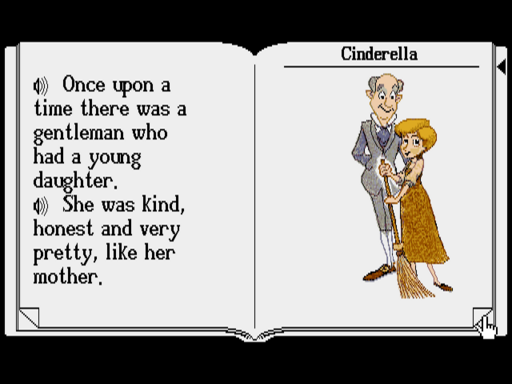 Once upon a
time there was a
gentleman who
had a young
daughter.
She was kind,
honest and very
pretty, like her
mother.
Cinderella